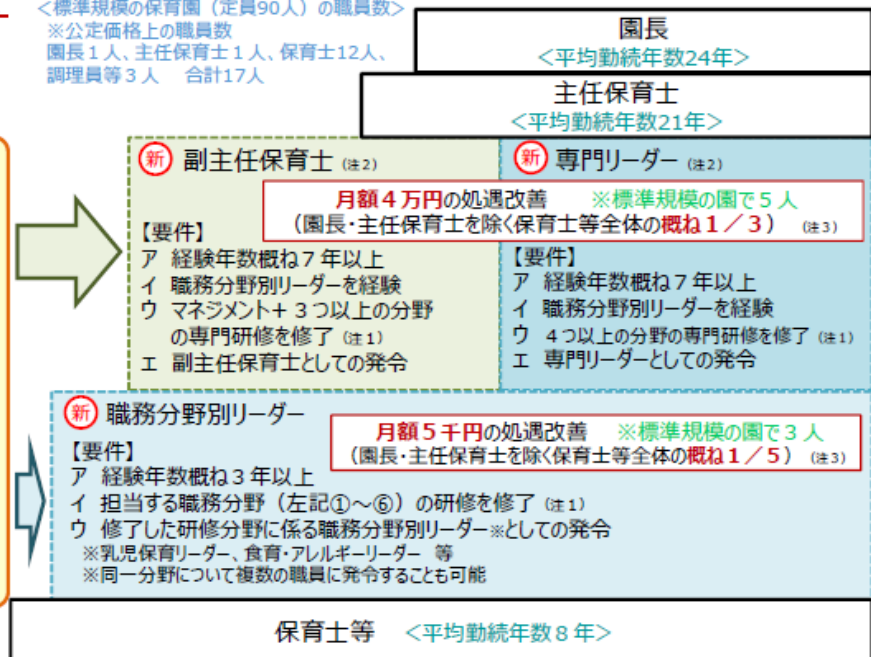 ＜標準規模の保育園（定員90人）の職員数＞
※公定価格上の職員数
園長１人、主任保育士１人、保育士12人、
調理員等３人　合計17人
園長
＜平均勤続年数24年＞
主任保育士
＜平均勤続年数21年＞
新 副主任保育士（注２）
新 専門リーダー（注２）
月額４万円の処遇改善　※標準規模の園で５人
（園長・主任保育士を除く保育士等全体の概ね１／３）（注３）
【要件】
ア 経験年数概ね７年以上
イ 職務分野別リーダーを経験
ウ マネジメント＋３つ以上の分野
の専門研修を修了（注１）
エ 副主任保育士としての発令
【要件】
ア 経験年数概ね７年以上
イ 職務分野別リーダーを経験
ウ ４つ以上の分野の専門研修を修了（注１）
エ 専門リーダーとしての発令
新 職務分野別リーダー
月額５千円の処遇改善　※標準規模の園で３人
（園長・主任保育士を除く保育士等全体の概ね１／５）（注３）
【要件】
ア 経験年数概ね３年以上
イ 担当する職務分野（左記①～⑥）の研修を修了（注１）
ウ 修了した研修分野に係る職務分野別リーダー※としての発令
※乳児保育リーダー、食育・アレルギーリーダー　等
※同一分野について複数の職員に発令することも可能
保育士等　＜平均勤続年数８年＞